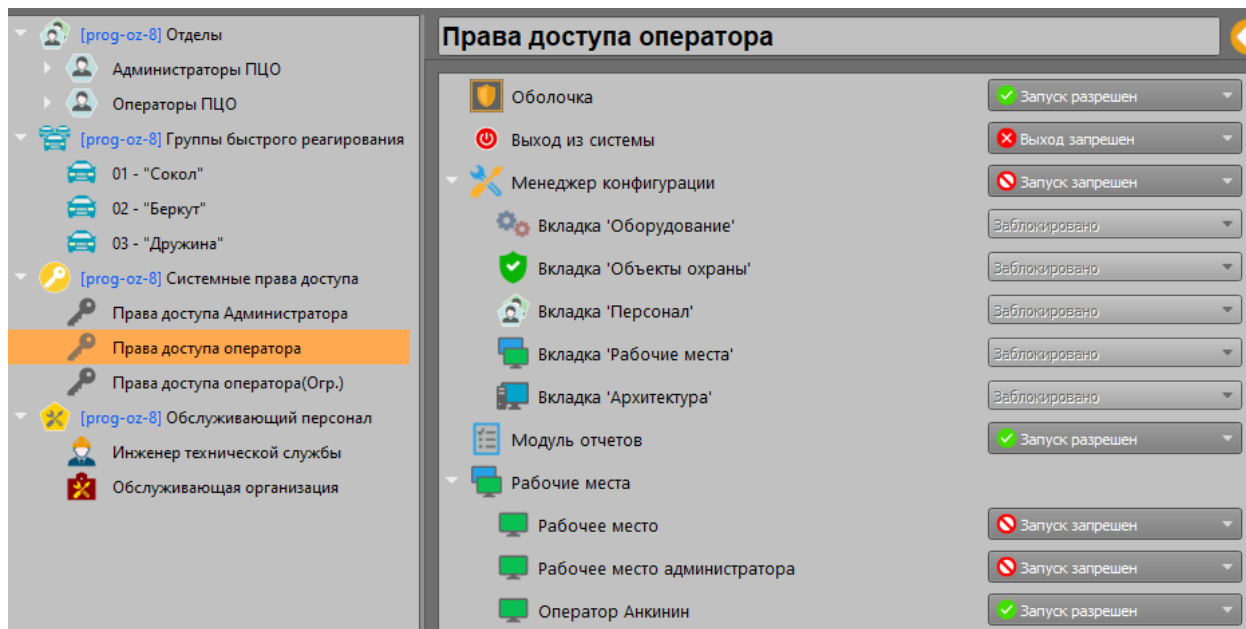 [prog-oz-8] Отделы
Администраторы ПЦО
Операторы ПЦО
[prog-oz-8] Группы быстрого реагирования
01 - "Сокол"
02 - "Беркут"
03 - "Дружина"
[prog-oz-8] Системные права доступа
Права доступа Администратора
Права доступа оператора
Права доступа оператора(Огр.)
[prog-oz-8] Обслуживающий персонал
Инженер технической службы
Обслуживающая организация
Права доступа оператора
Оболочка Запуск разрешен
Выход из системы Выход запрешен
Менеджер конфигурации Запуск запрешен
Вкладка 'Оборудование' Заблокировано
Вкладка 'Объекты охраны' Заблокировано
Вкладка 'Персонал' Заблокировано
Вкладка 'Рабочие места' Заблокировано
Вкладка 'Архитектура' Заблокировано
Модуль отчетов Запуск разрешен
Рабочие места
Рабочее место Запуск запрешен
Рабочее место администратора Запуск запрешен
Оператор Анкинин Запуск разрешен